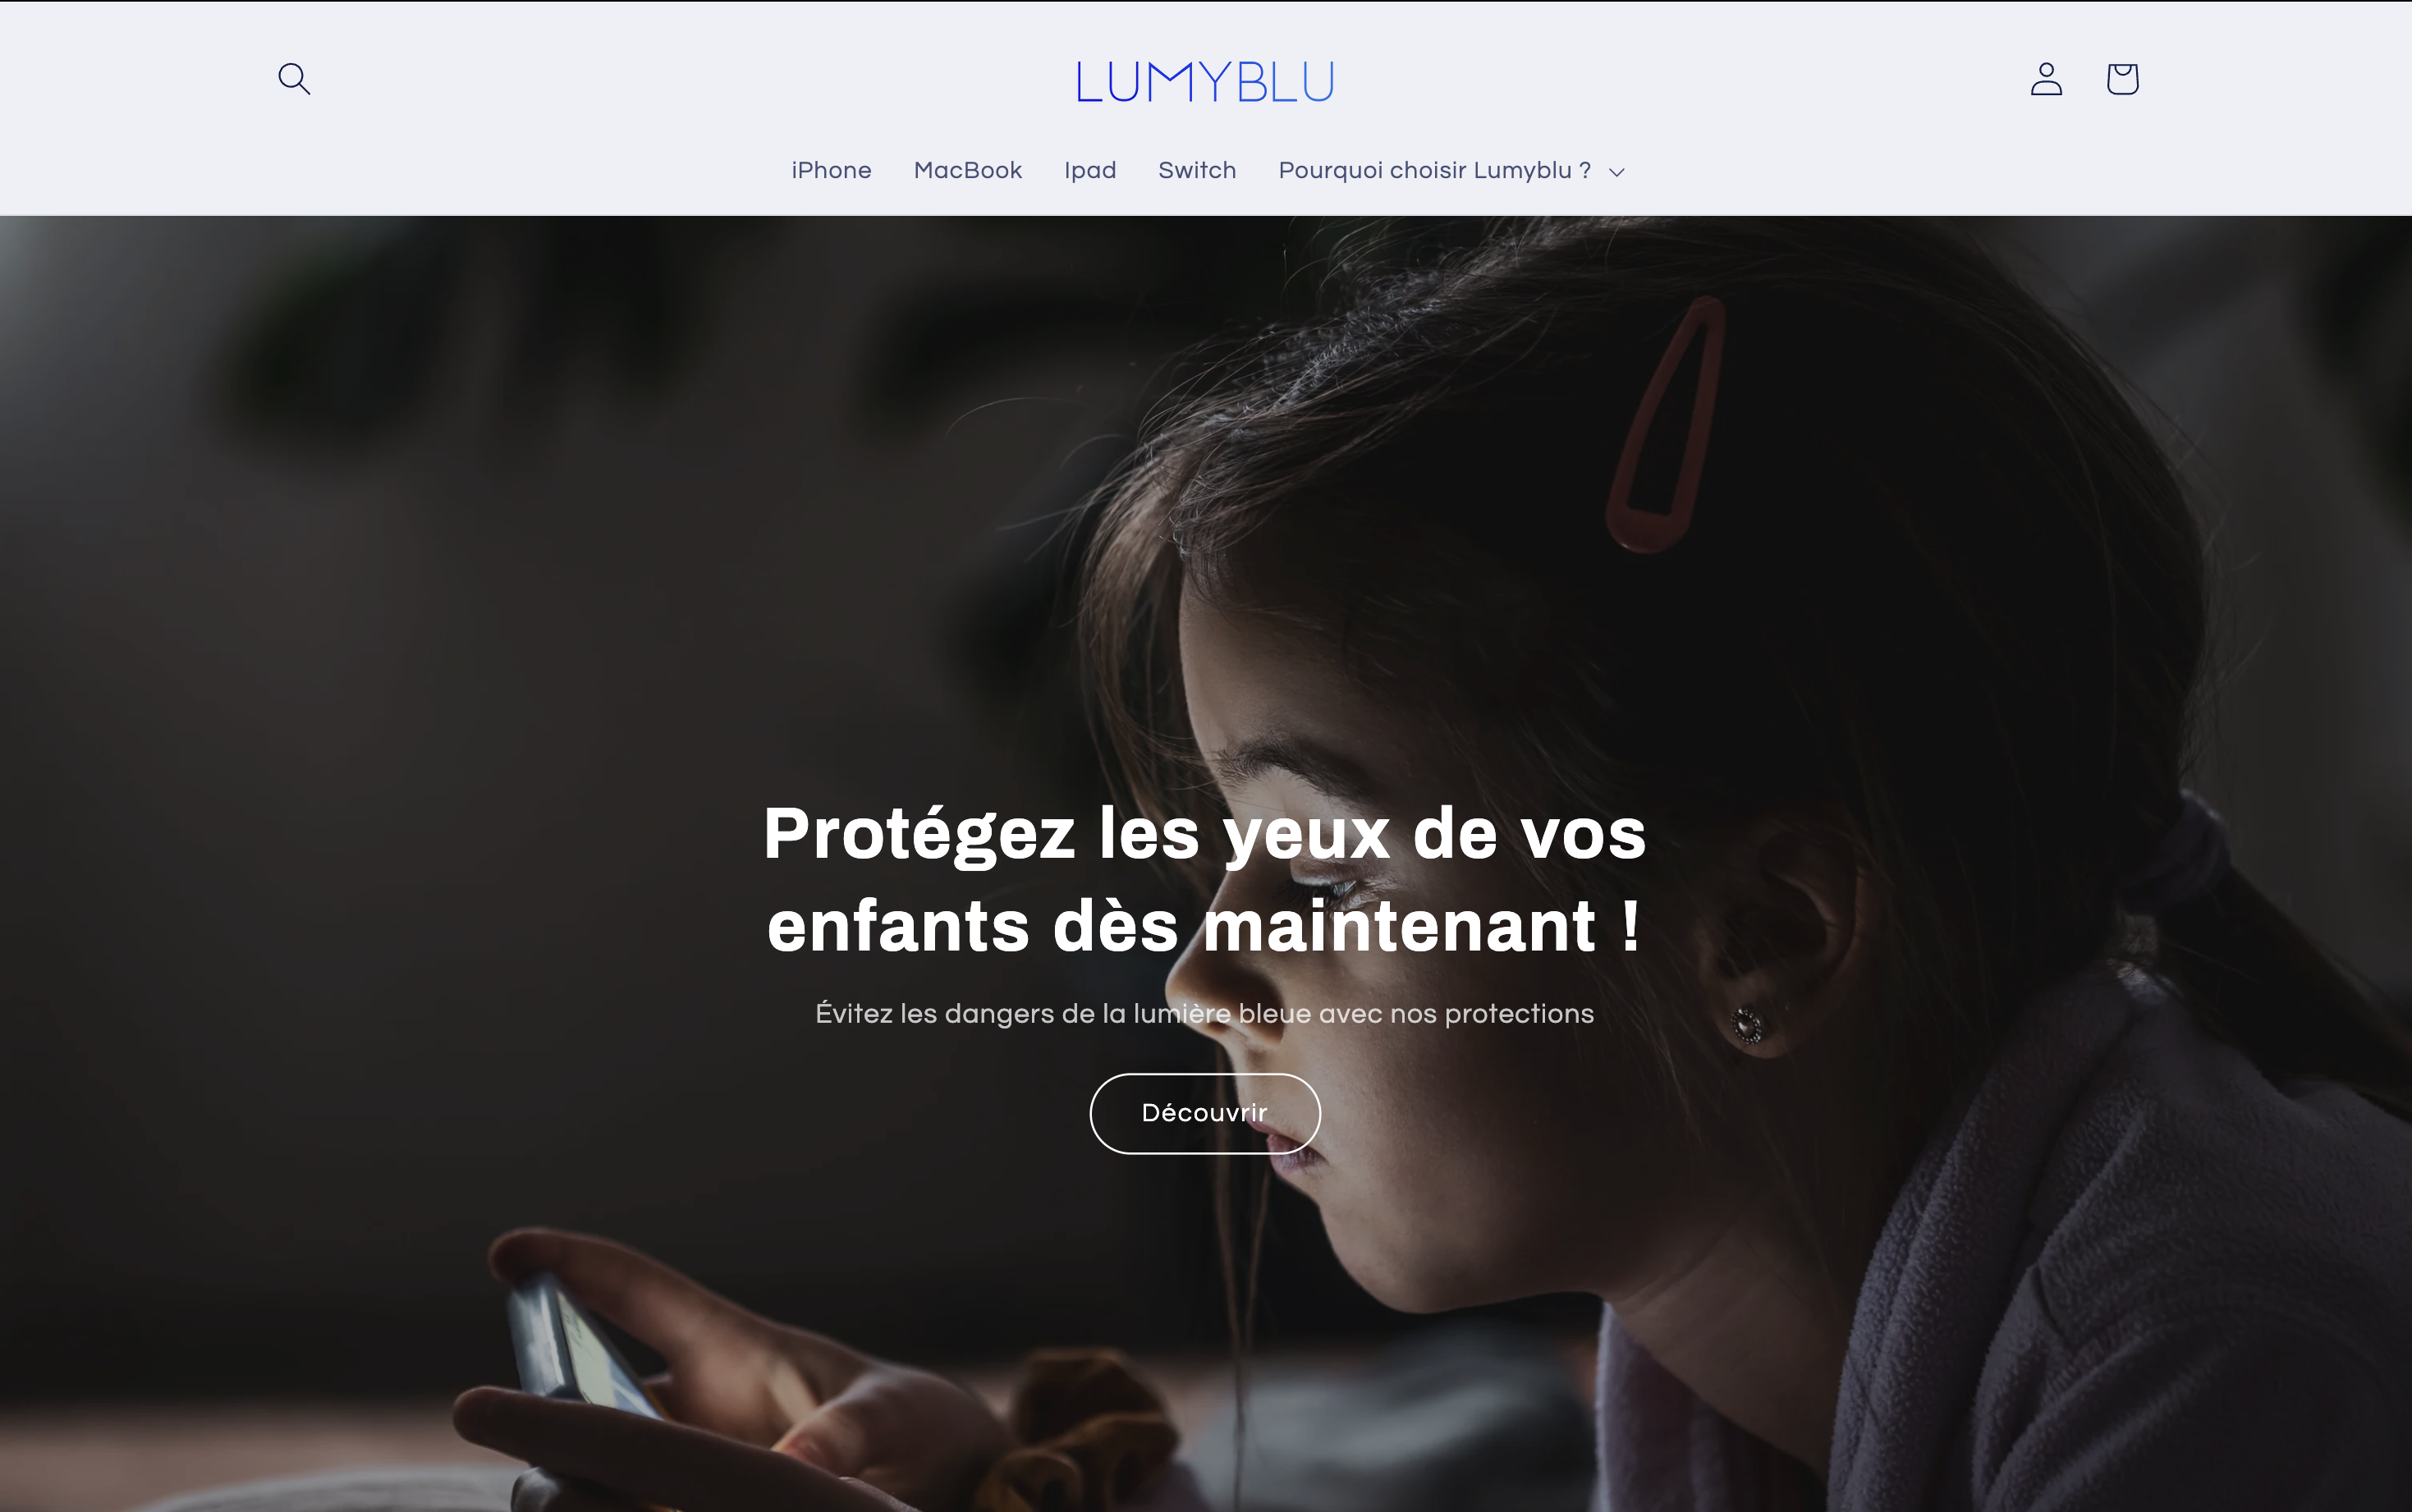 LUMYBLU
iPhone MacBook Ipad Switch Pourquoi choisir Lumyblu ?
Protégez les yeux de vos
enfants dès maintenant !
Évitez les dangers de la lumière bleue avec nos protections
Découvrir